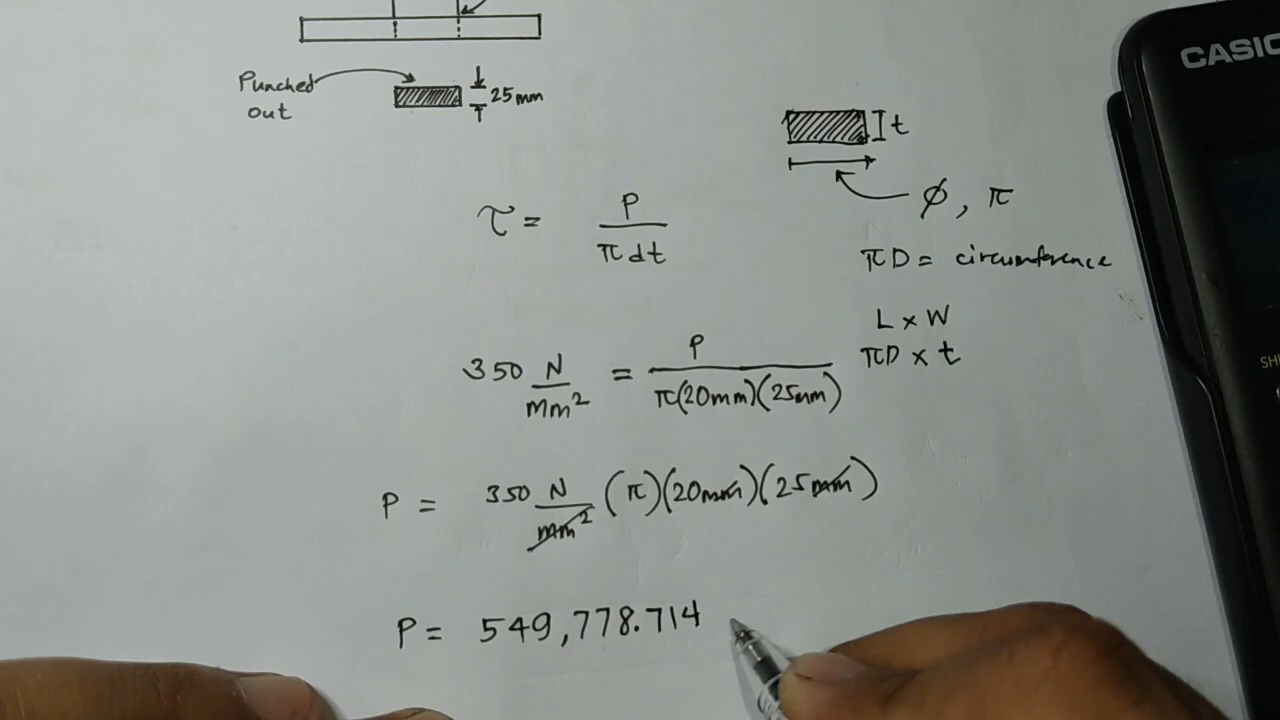 Punched
out
25mm
t
φ, π
τ = P / πdt
πD = circumference
L x W
πD x t
350 N/mm² = P / π(20mm)(25mm)
P = 350 N/mm² (π)(20mm)(25mm)
P = 549,778.714
CASIO